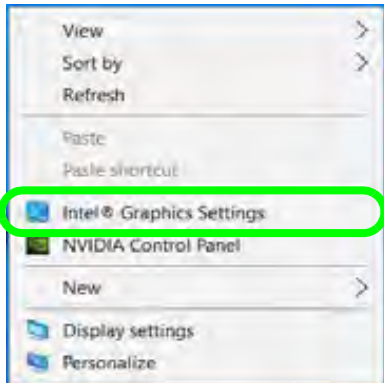 View
Sort by
Refresh
Paste
Paste shortcut
Intel® Graphics Settings
NVIDIA Control Panel
New
Display settings
Personalize